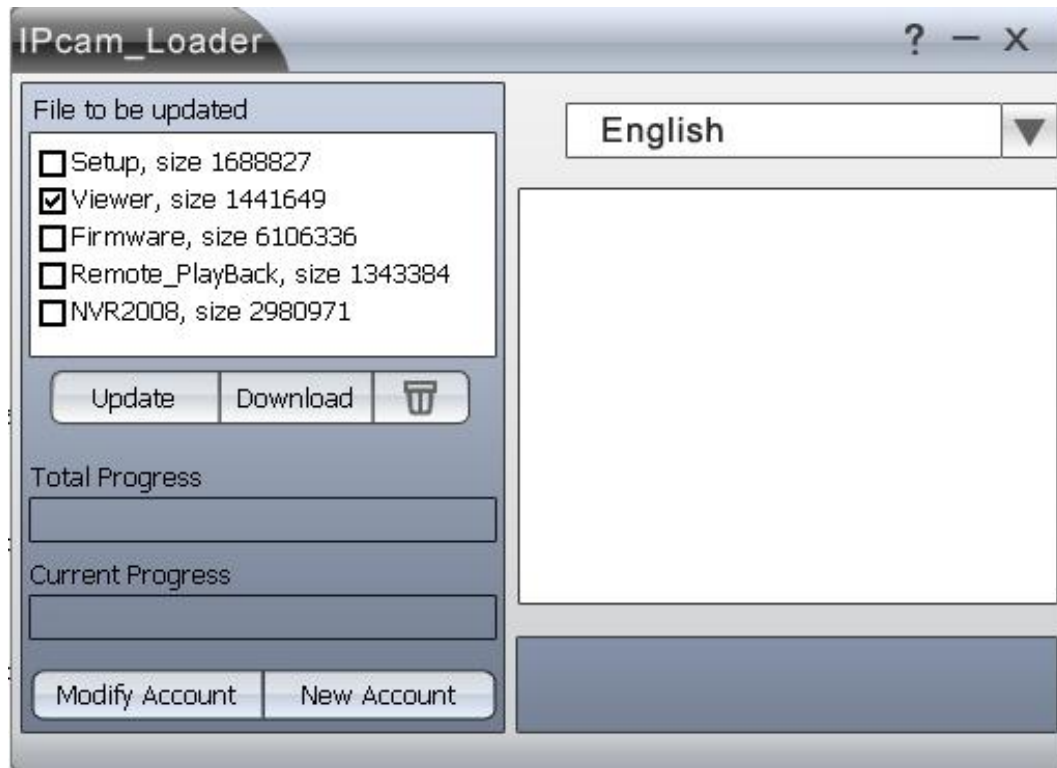 IPcam_Loader
? – X
File to be updated
Setup, size 1688827
Viewer, size 1441649
Firmware, size 6106336
Remote_PlayBack, size 1343384
NVR2008, size 2980971
Update Download
Total Progress
Current Progress
Modify Account New Account
English